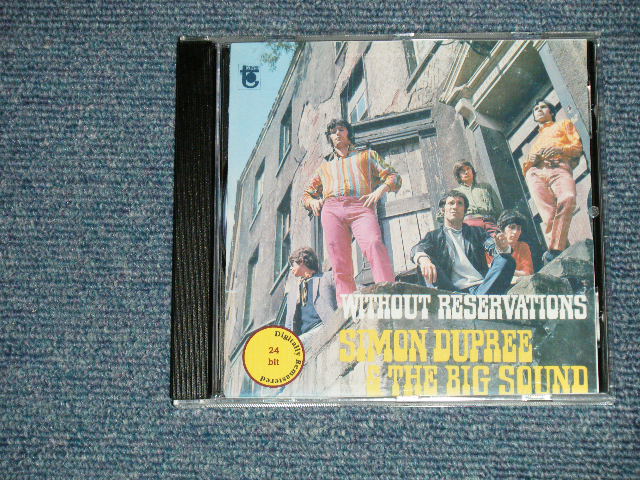 WITHOUT RESERVATIONS
SIMON DUPREE
& THE BIG SOUND
Digitally Remastered
24
bit